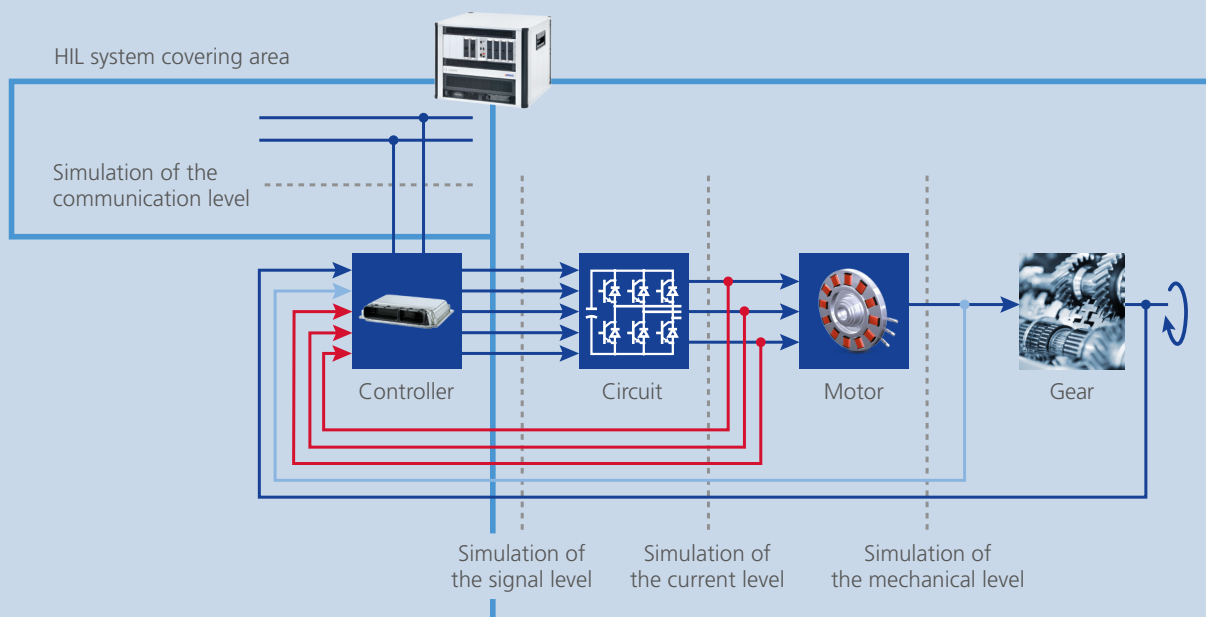 HIL system covering area
Simulation of the
communication level
Controller
Circuit
Motor
Gear
Simulation of
the signal level
Simulation of
the current level
Simulation of
the mechanical level